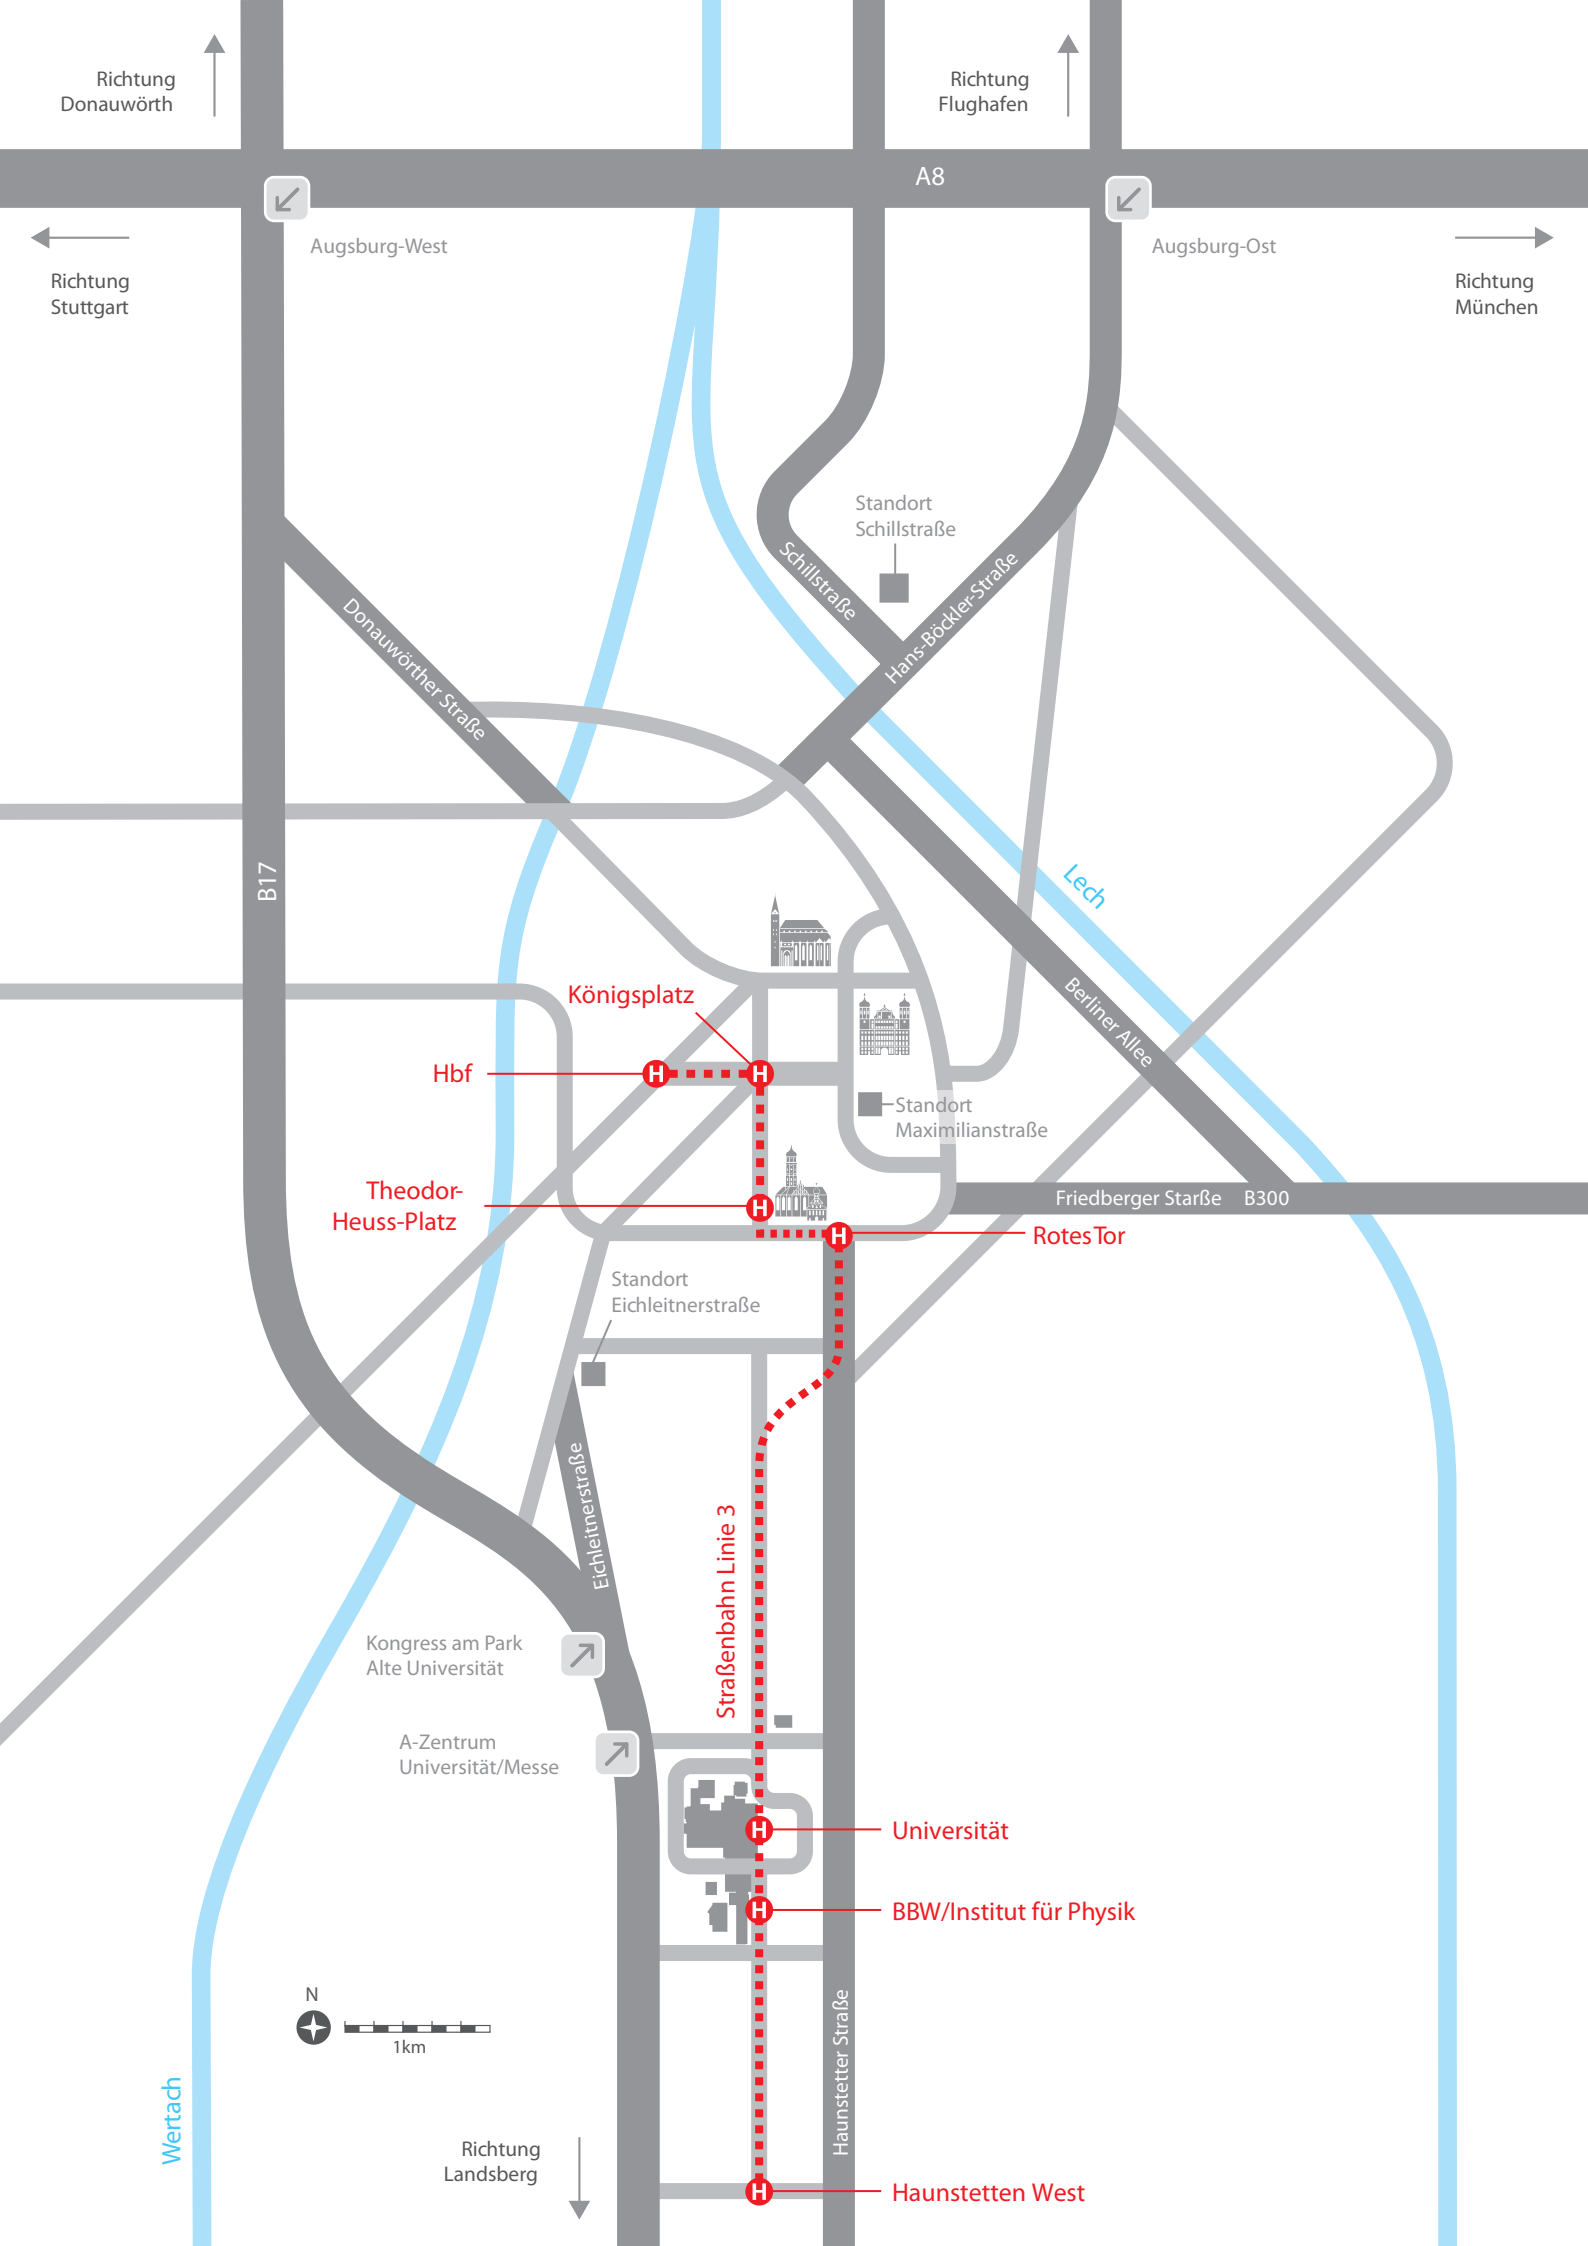 Richtung
Donauwörth
Richtung
Flughafen
A8
Augsburg-West
Augsburg-Ost
Richtung
Stuttgart
Richtung
München
Standort
Schillstraße
Schillstraße
Hans-Böckler-Straße
Donauwörther Straße
B17
Lech
Königsplatz
Berliner Allee
Hbf
H
H
Standort
Maximilianstraße
Theodor-
Heuss-Platz
H
Friedberger Starße B300
H
Rotes Tor
Standort
Eichleitnerstraße
Eichleitnerstraße
Straßenbahn Linie 3
Kongress am Park
Alte Universität
A-Zentrum
Universität/Messe
H
Universität
H
BBW/Institut für Physik
N
1km
Haunstetter Straße
Wertach
Richtung
Landsberg
H
Haunstetten West